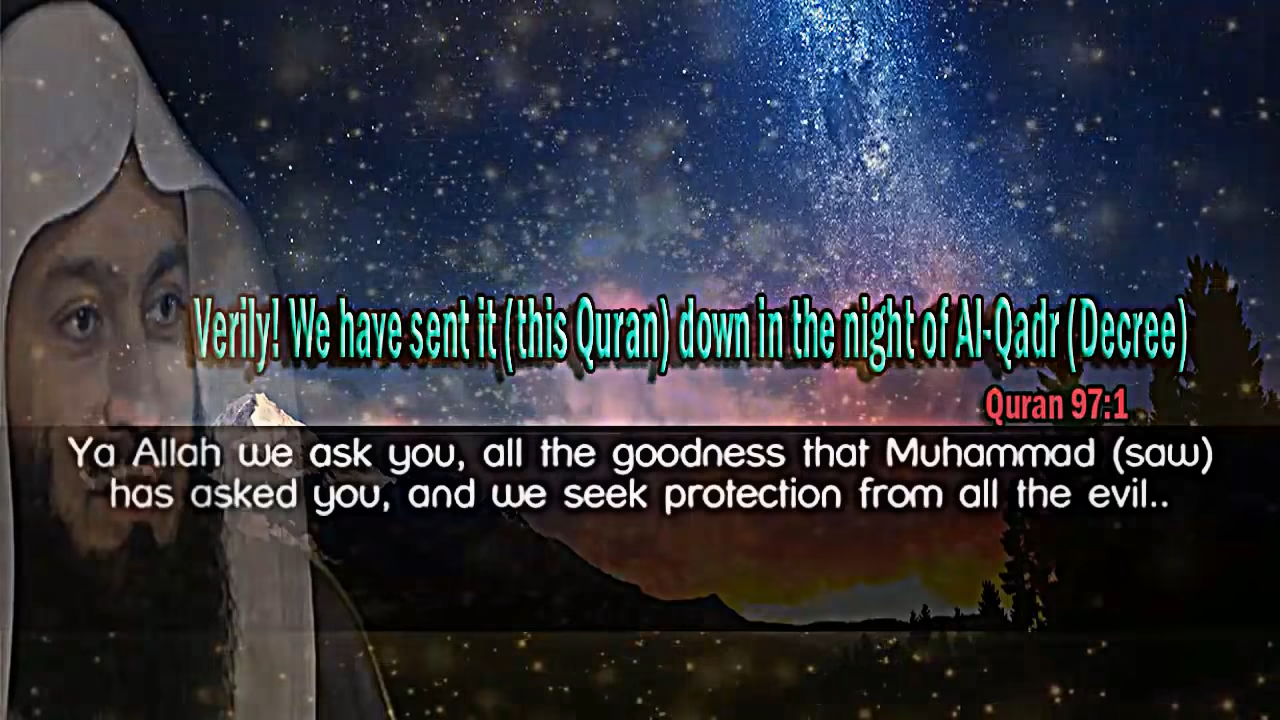 Verily! We have sent it (this Quran) down in the night of Al-Qadr (Decree)
Quran 97:1
Ya Allah we ask you, all the goodness that Muhammad (saw)
has asked you, and we seek protection from all the evil..